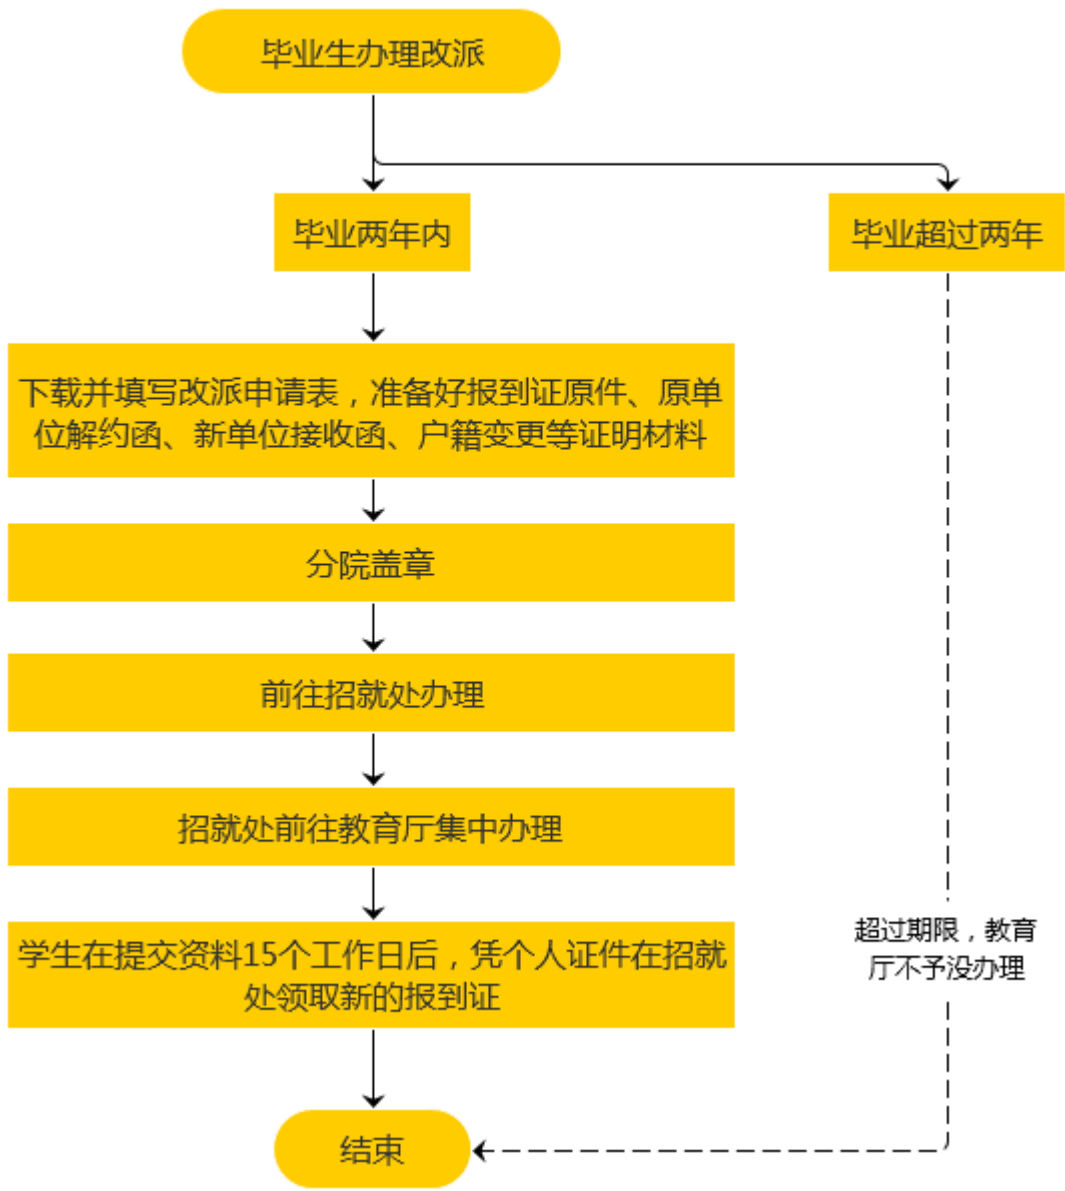 毕业生办理改派
毕业两年内
毕业超过两年
下载并填写改派申请表，准备好报到证原件、原单
位解约函、新单位接收函、户籍变更等证明材料
分院盖章
前往招就处办理
招就处前往教育厅集中办理
学生在提交资料15个工作日后，凭个人证件在招就
处领取新的报到证
超过期限，教育
厅不予没办理
结束